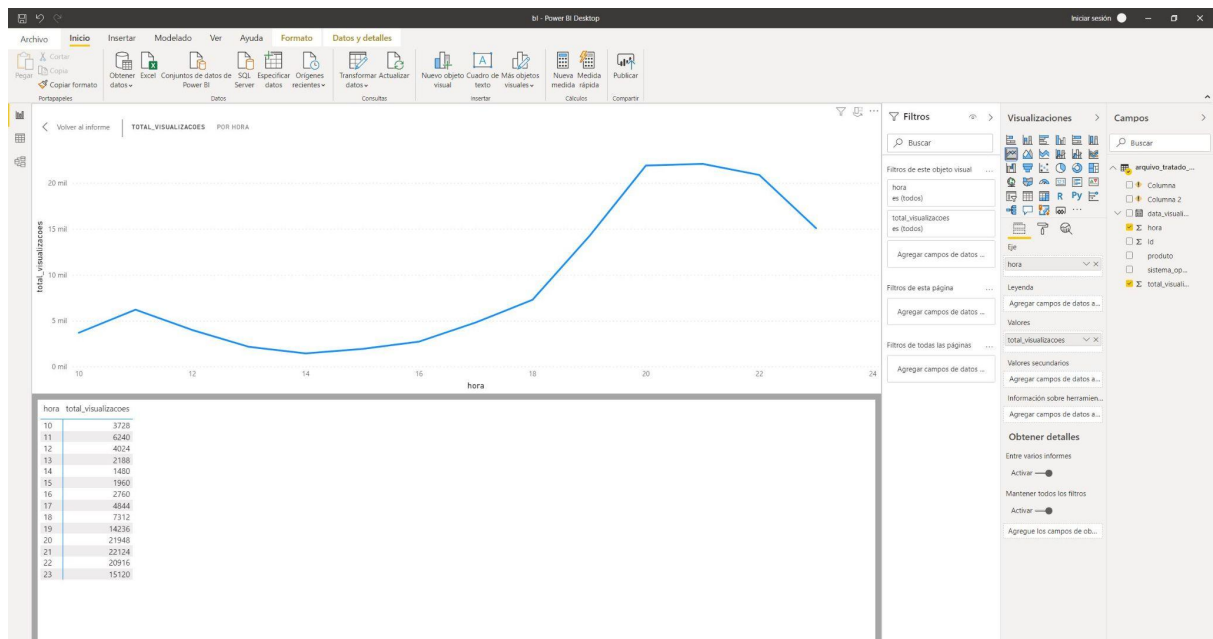 bI - Power BI Desktop
Iniciar sesión
Archivo Inicio Insertar Modelado Ver Ayuda Formato Datos y detalles
Pegar
Cortar
Copia
Copiar formato
Portapapeles
Obtener datos
Excel
Conjuntos de datos de Power BI
SQL Server
Especificar datos
Orígenes recientes
Datos
Transformar datos
Actualizar
Consultas
Nuevo objeto visual
Cuadro de texto
Más objetos visuales
Insertar
Nueva medida
Medida rápida
Cálculos
Publicar
Compartir
Volver al informe
TOTAL_VISUALIZACOES POR HORA
total_visualizacoes
20 mil
15 mil
10 mil
5 mil
0 mil
10 12 14 16 18 20 22 24
hora
hora total_visualizacoes
10 3728
11 6240
12 4024
13 2188
14 1480
15 1960
16 2760
17 4844
18 7312
19 14236
20 21948
21 22124
22 20916
23 15120
Filtros
Buscar
Filtros de este objeto visual ...
hora
es (todos)
total_visualizacoes
es (todos)
Agregar campos de datos ...
Filtros de esta página ...
Agregar campos de datos ...
Filtros de todas las páginas ...
Agregar campos de datos ...
Visualizaciones
R Py
Eje
hora
Leyenda
Agregar campos de datos a...
Valores
total_visualizacoes
Valores secundarios
Agregar campos de datos a...
Información sobre herramien...
Agregar campos de datos a...
Obtener detalles
Entre varios informes
Activar
Mantener todos los filtros
Activar
Agregue los campos de ob...
Campos
Buscar
arquivo_tratado_...
Columna
Columna 2
data_visuali...
Σ hora
Σ id
produto
sistema_op...
Σ total_visuali...